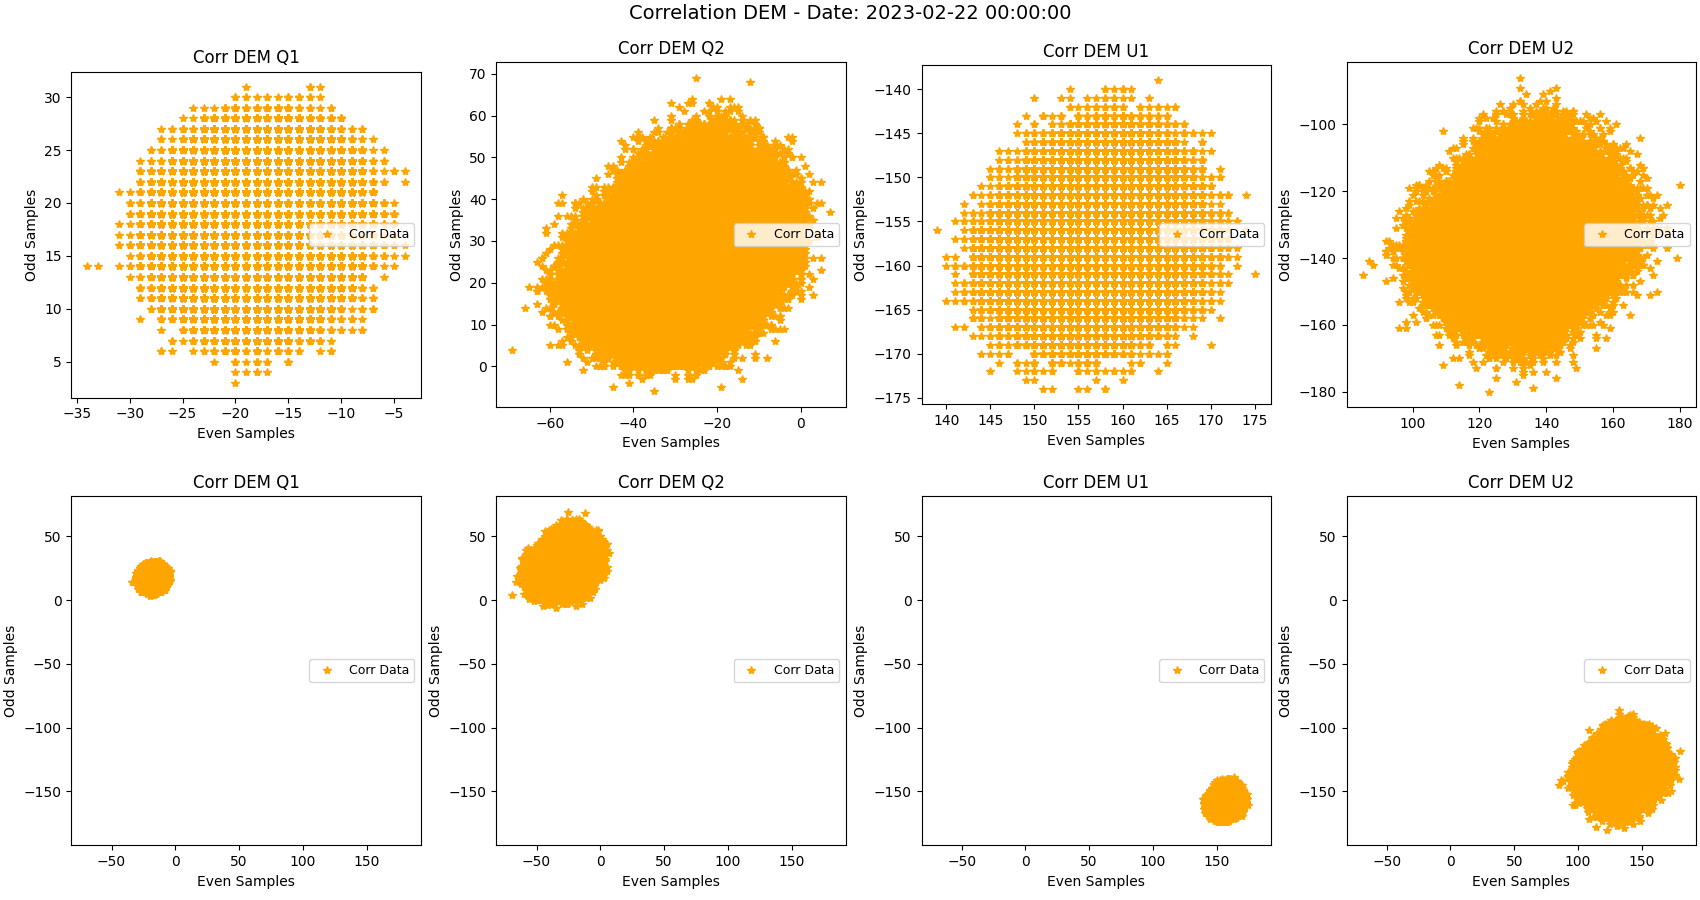 Correlation DEM - Date: 2023-02-22 00:00:00
Corr DEM Q1
Odd Samples
30
25
20
15
10
5
−35 −30 −25 −20 −15 −10 −5
Even Samples
Corr Data
Corr DEM Q2
Odd Samples
70
60
50
40
30
20
10
0
−60 −40 −20 0
Even Samples
Corr Data
Corr DEM U1
Odd Samples
−140
−145
−150
−155
−160
−165
−170
−175
140 145 150 155 160 165 170 175
Even Samples
Corr Data
Corr DEM U2
Odd Samples
−100
−120
−140
−160
−180
100 120 140 160 180
Even Samples
Corr Data
Corr DEM Q1
Odd Samples
50
0
−50
−100
−150
−50 0 50 100 150
Even Samples
Corr Data
Corr DEM Q2
Odd Samples
50
0
−50
−100
−150
−50 0 50 100 150
Even Samples
Corr Data
Corr DEM U1
Odd Samples
50
0
−50
−100
−150
−50 0 50 100 150
Even Samples
Corr Data
Corr DEM U2
Odd Samples
50
0
−50
−100
−150
−50 0 50 100 150
Even Samples
Corr Data